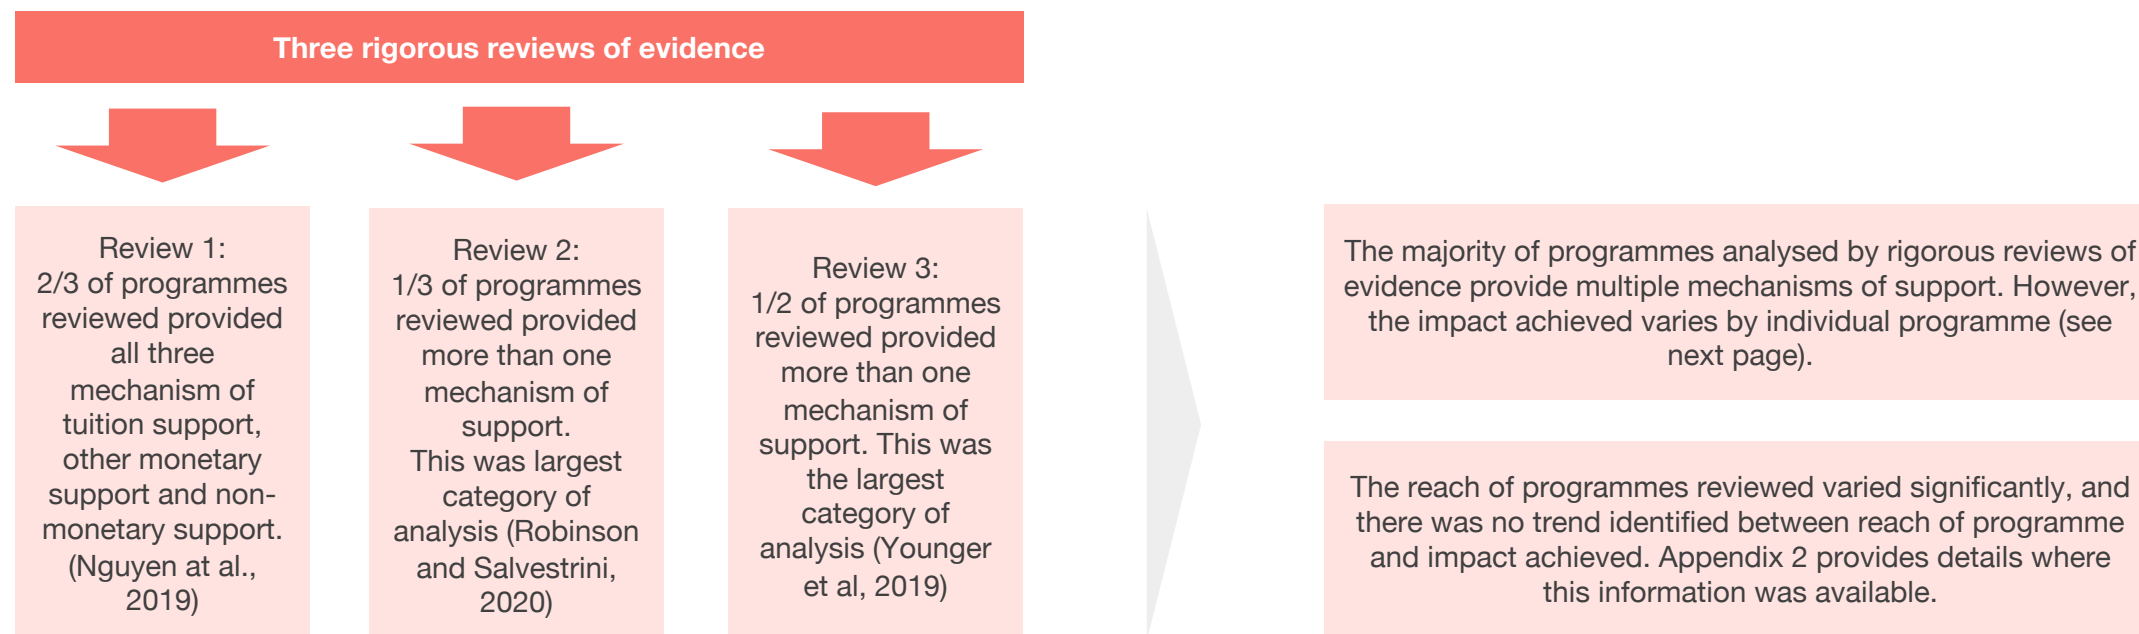 Three rigorous reviews of evidence
Review 1:
2/3 of programmes
reviewed provided
all three
mechanism of
tuition support,
other monetary
support and non-
monetary support.
(Nguyen at al.,
2019)
Review 2:
1/3 of programmes
reviewed provided
more than one
mechanism of
support.
This was largest
category of
analysis (Robinson
and Salvestrini,
2020)
Review 3:
1/2 of programmes
reviewed provided
more than one
mechanism of
support. This was
the largest
category of
analysis (Younger
et al, 2019)
The majority of programmes analysed by rigorous reviews of
evidence provide multiple mechanisms of support. However,
the impact achieved varies by individual programme (see
next page).
The reach of programmes reviewed varied significantly, and
there was no trend identified between reach of programme
and impact achieved. Appendix 2 provides details where
this information was available.